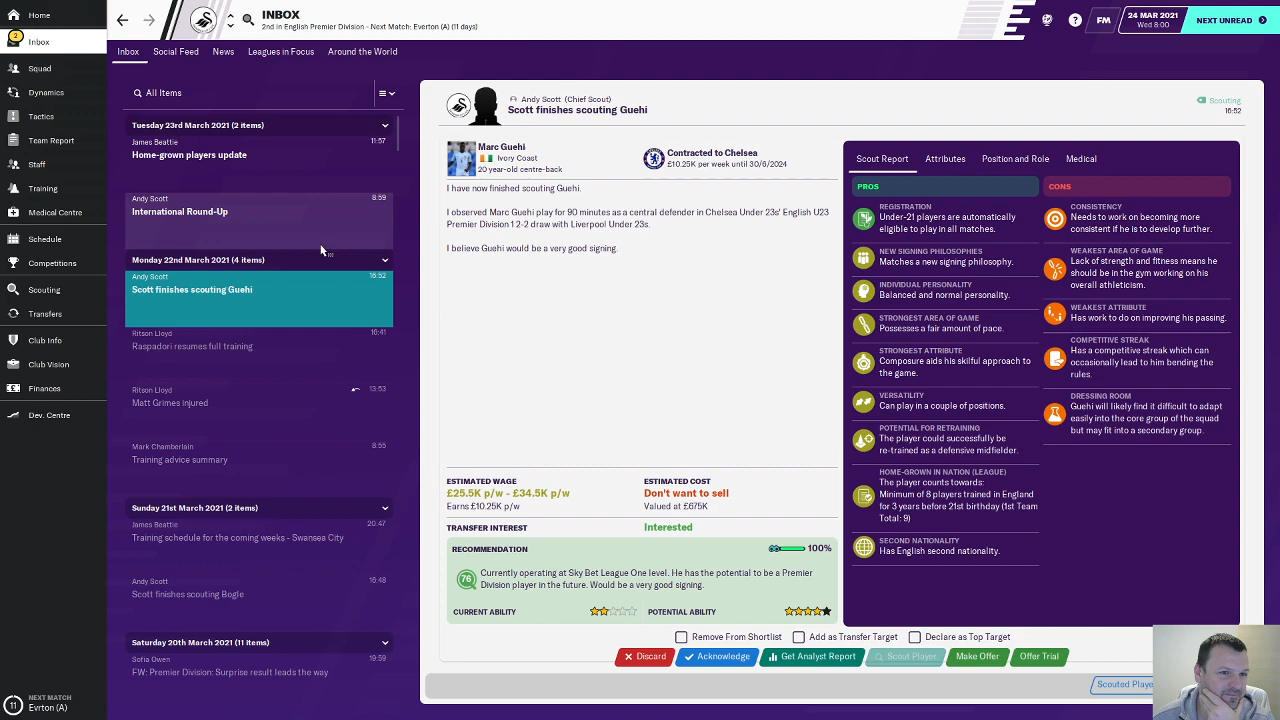 INBOX
2nd in English Premier Division - Next Match: Everton (A) (11 days)
FM
24 MAR 2021
Wed 8:00
NEXT UNREAD
Home
2
Inbox
Squad
Dynamics
Tactics
Team Report
Staff
Training
Medical Centre
Schedule
Competitions
Scouting
Transfers
Club Info
Club Vision
Finances
Dev. Centre
NEXT MATCH
11
Everton (A)
Inbox
Social Feed
News
Leagues in Focus
Around the World
All Items
Tuesday 23rd March 2021 (2 items)
James Beattie
11:57
Home-grown players update
Andy Scott
8:59
International Round-Up
Monday 22nd March 2021 (4 items)
Andy Scott
16:52
Scott finishes scouting Guehi
Ritson Lloyd
16:41
Raspadori resumes full training
Ritson Lloyd
13:53
Matt Grimes injured
Mark Chamberlain
8:55
Training advice summary
Sunday 21st March 2021 (2 items)
James Beattie
20:47
Training schedule for the coming weeks - Swansea City
Andy Scott
16:48
Scott finishes scouting Bogle
Saturday 20th March 2021 (11 items)
Sofia Owen
19:59
FW: Premier Division: Surprise result leads the way
Andy Scott (Chief Scout)
Scott finishes scouting Guehi
Scouting
16:52
Marc Guehi
Ivory Coast
20 year-old centre-back
Contracted to Chelsea
£10.25K per week until 30/6/2024
I have now finished scouting Guehi.
I observed Marc Guehi play for 90 minutes as a central defender in Chelsea Under 23s' English U23
Premier Division 1 2-2 draw with Liverpool Under 23s.
I believe Guehi would be a very good signing.
ESTIMATED WAGE
£25.5K p/w - £34.5K p/w
Earns £10.25K p/w
ESTIMATED COST
Don't want to sell
Valued at £675K
TRANSFER INTEREST
Interested
RECOMMENDATION
100%
76
Currently operating at Sky Bet League One level. He has the potential to be a Premier
Division player in the future. Would be a very good signing.
CURRENT ABILITY
POTENTIAL ABILITY
Scout Report
Attributes
Position and Role
Medical
PROS
REGISTRATION
Under-21 players are automatically
eligible to play in all matches.
NEW SIGNING PHILOSOPHIES
Matches a new signing philosophy.
INDIVIDUAL PERSONALITY
Balanced and normal personality.
STRONGEST AREA OF GAME
Possesses a fair amount of pace.
STRONGEST ATTRIBUTE
Composure aids his skilful approach to
the game.
VERSATILITY
Can play in a couple of positions.
POTENTIAL FOR RETRAINING
The player could successfully be
re-trained as a defensive midfielder.
HOME-GROWN IN NATION (LEAGUE)
The player counts towards:
Minimum of 8 players trained in England
for 3 years before 21st birthday (1st Team
Total: 9)
SECOND NATIONALITY
Has English second nationality.
CONS
CONSISTENCY
Needs to work on becoming more
consistent if he is to develop further.
WEAKEST AREA OF GAME
Lack of strength and fitness means he
should be in the gym working on his
overall athleticism.
WEAKEST ATTRIBUTE
Has work to do on improving his passing.
COMPETITIVE STREAK
Has a competitive streak which can
occasionally lead to him bending the
rules.
DRESSING ROOM
Guehi will likely find it difficult to adapt
easily into the core group of the squad
but may fit into a secondary group.
Remove From Shortlist
Add as Transfer Target
Declare as Top Target
Discard
Acknowledge
Get Analyst Report
Scout Player
Make Offer
Offer Trial
Scouted Playe